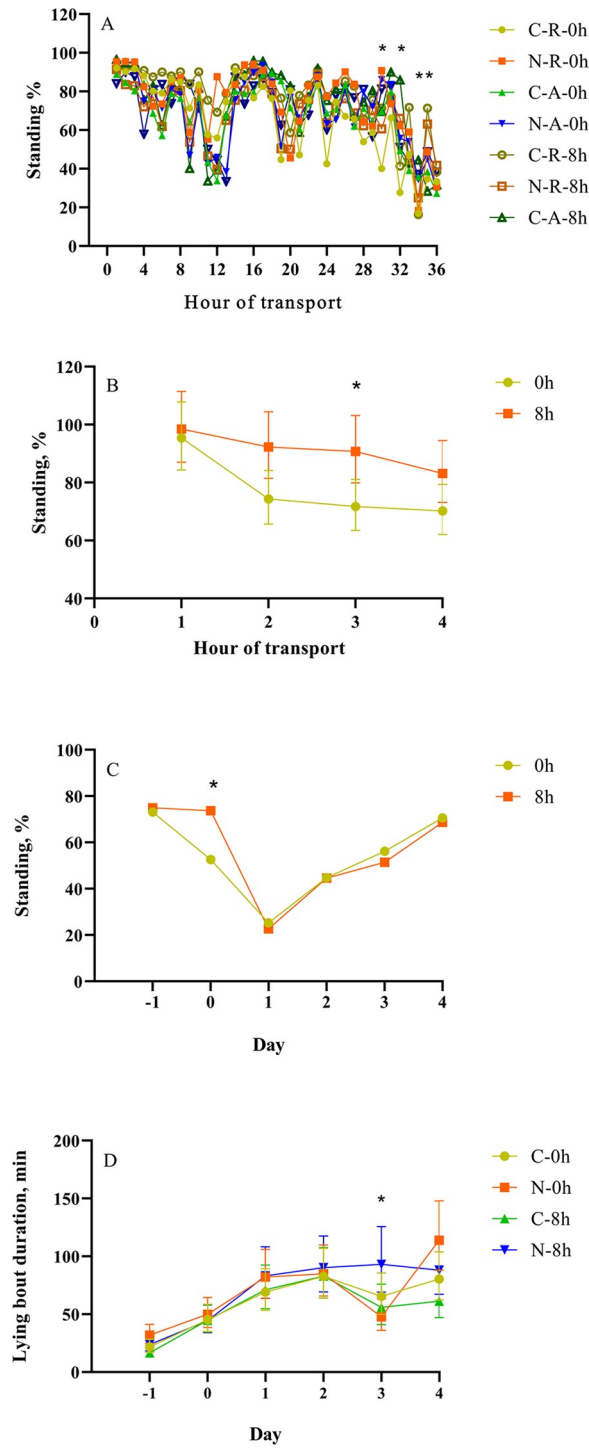 A
* * **
120
100
80
60
40
20
0
Standing %
0 4 8 12 16 20 24 28 32 36
Hour of transport
C-R-0h
N-R-0h
C-A-0h
N-A-0h
C-R-8h
N-R-8h
C-A-8h
B
*
120
100
80
60
40
Standing, %
0 1 2 3 4
Hour of transport
0h
8h
C
*
100
80
60
40
20
0
Standing, %
-1 0 1 2 3 4
Day
0h
8h
D
*
200
150
100
50
0
Lying bout duration, min
-1 0 1 2 3 4
Day
C-0h
N-0h
C-8h
N-8h